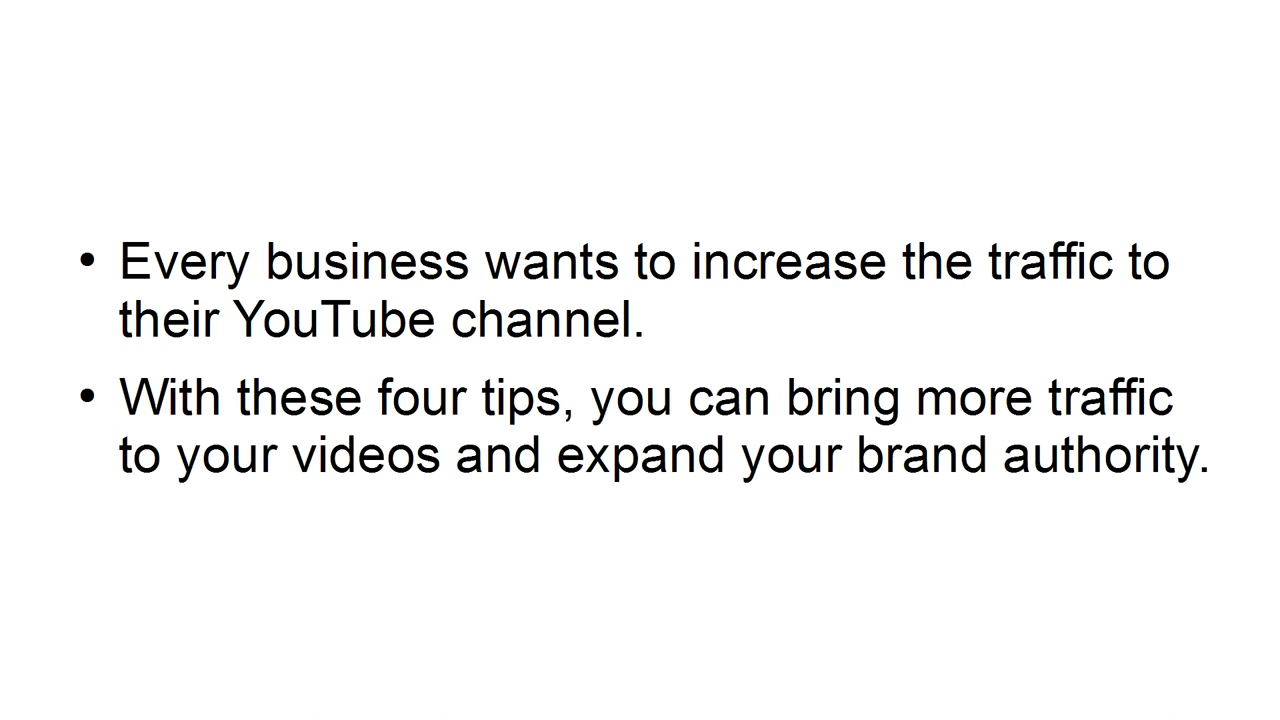 • Every business wants to increase the traffic to
their YouTube channel.
• With these four tips, you can bring more traffic
to your videos and expand your brand authority.